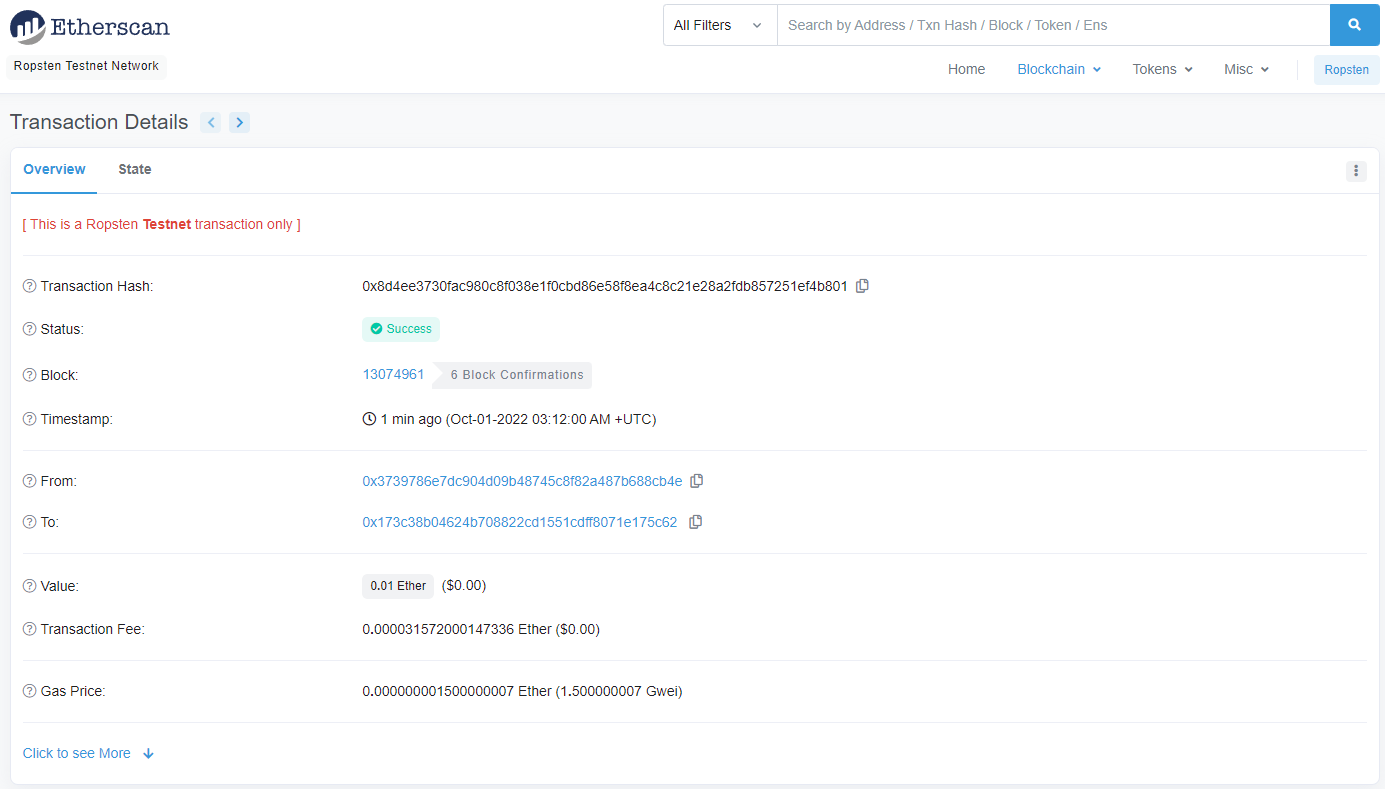 Etherscan
All Filters
Search by Address / Txn Hash / Block / Token / Ens
Ropsten Testnet Network
Home Blockchain Tokens Misc Ropsten
Transaction Details
Overview State
[ This is a Ropsten Testnet transaction only ]
Transaction Hash: 0x8d4ee3730fac980c8f038e1f0cbd86e58f8ea4c8c21e28a2fdb857251ef4b801
Status: Success
Block: 13074961 6 Block Confirmations
Timestamp: 1 min ago (Oct-01-2022 03:12:00 AM +UTC)
From: 0x3739786e7dc904d09b48745c8f82a487b688cb4e
To: 0x173c38b04624b708822cd1551cdff8071e175c62
Value: 0.01 Ether ($0.00)
Transaction Fee: 0.000031572000147336 Ether ($0.00)
Gas Price: 0.000000001500000007 Ether (1.500000007 Gwei)
Click to see More